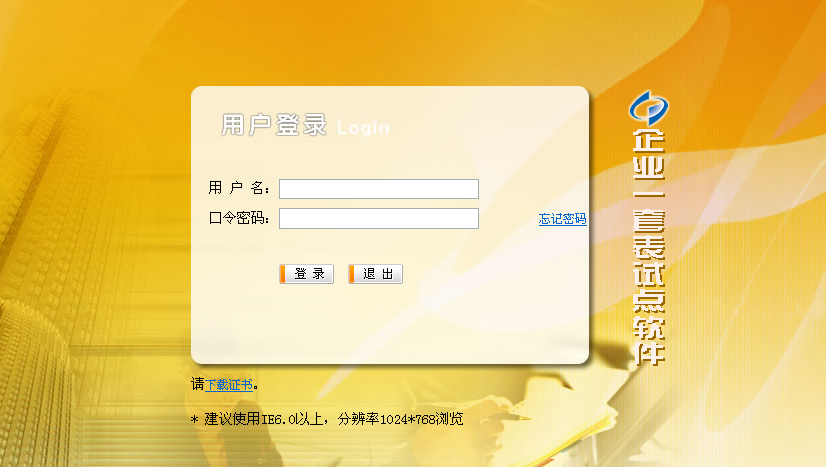 用户登录 Login
用 户 名：
口令密码：
忘记密码
登 录 退 出
企业一套表试点软件
请下载证书。
* 建议使用IE6.0以上，分辨率1024*768浏览